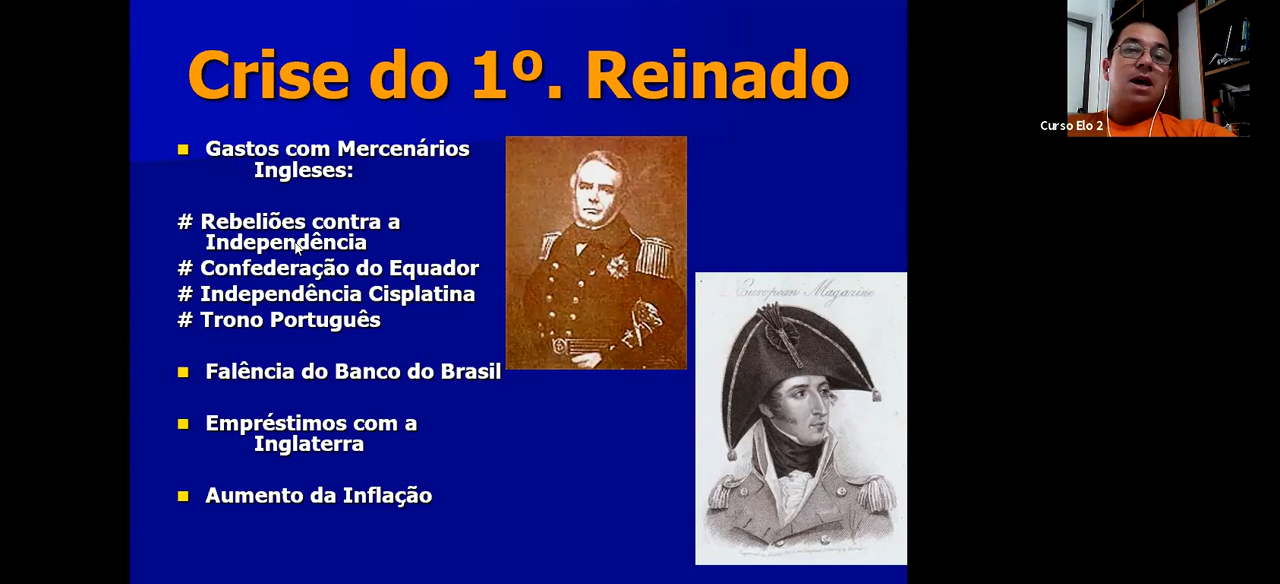 Crise do 1º. Reinado
Gastos com Mercenários
Ingleses:
# Rebeliões contra a
Independência
# Confederação do Equador
# Independência Cisplatina
# Trono Português
Falência do Banco do Brasil
Empréstimos com a
Inglaterra
Aumento da Inflação
European Magazine
Curso Elo 2